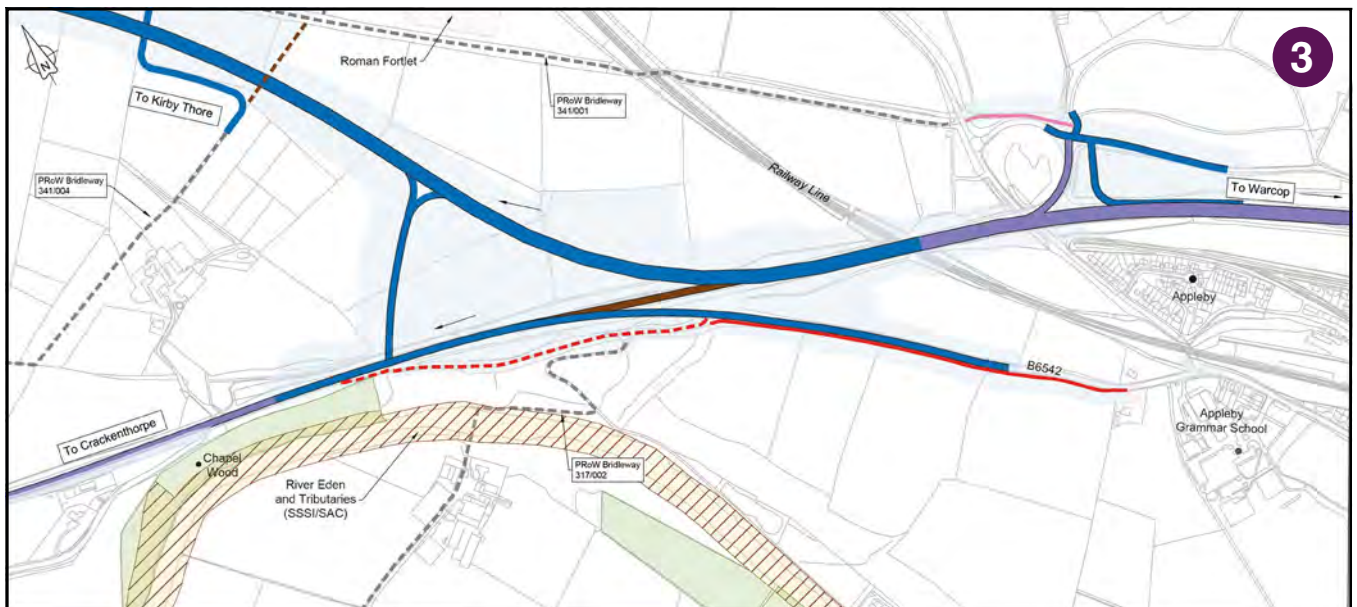 3
N
Roman Fortlet
To Kirby Thore
PRoW Bridleway
341/001
PRoW Bridleway
341/004
Railway Line
To Warcop
Appleby
B6542
Appleby
Grammar School
To Crackenthorpe
Chapel
Wood
River Eden
and Tributaries
(SSSI/SAC)
PRoW Bridleway
317/002